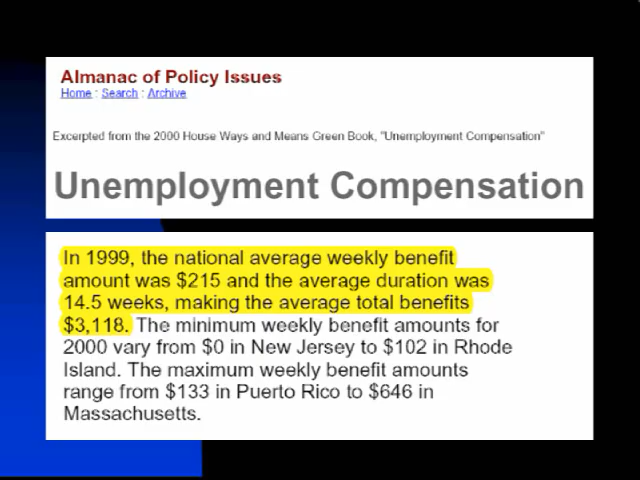 Almanac of Policy Issues
Home : Search : Archive
Excerpted from the 2000 House Ways and Means Green Book, "Unemployment Compensation"
Unemployment Compensation
In 1999, the national average weekly benefit
amount was $215 and the average duration was
14.5 weeks, making the average total benefits
$3,118. The minimum weekly benefit amounts for
2000 vary from $0 in New Jersey to $102 in Rhode
Island. The maximum weekly benefit amounts
range from $133 in Puerto Rico to $646 in
Massachusetts.